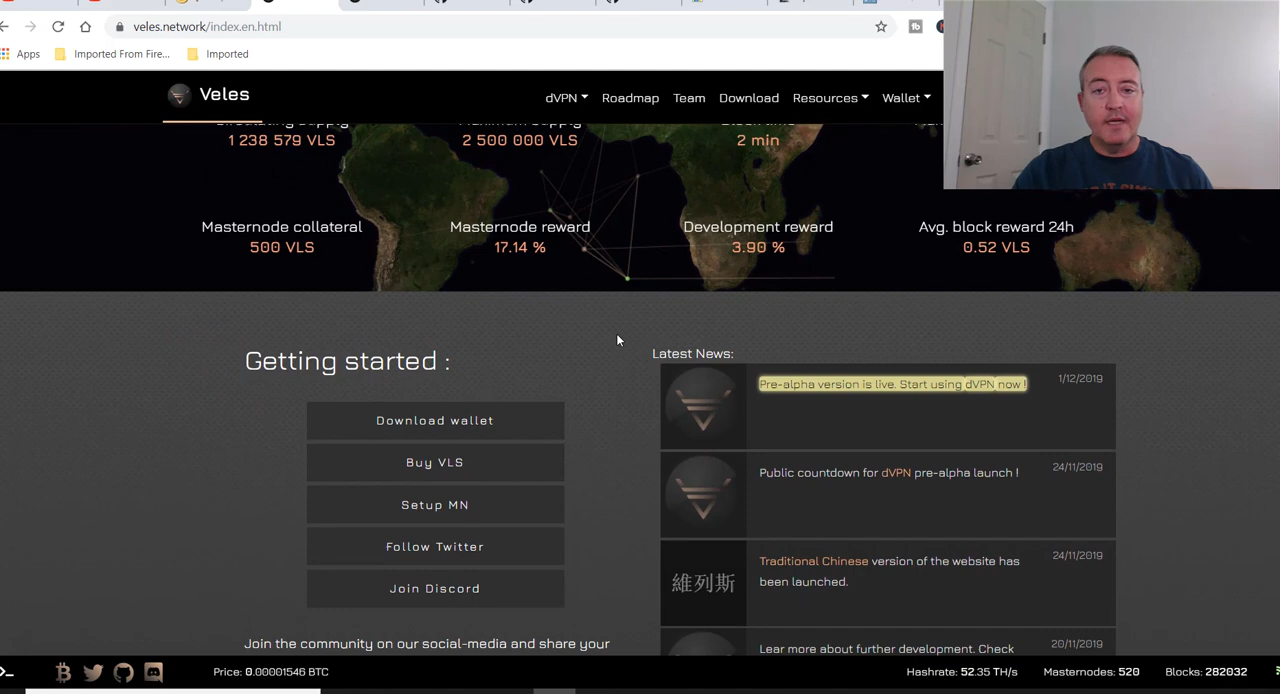 veles.network/index.en.html
Apps
Imported From Fire...
Imported
Veles
dVPN
Roadmap
Team
Download
Resources
Wallet
1 238 579 VLS
2 500 000 VLS
2 min
Masternode collateral
500 VLS
Masternode reward
17.14 %
Development reward
3.90 %
Avg. block reward 24h
0.52 VLS
Getting started :
Download wallet
Buy VLS
Setup MN
Follow Twitter
Join Discord
Join the community on our social-media and share your
Latest News:
Pre-alpha version is live. Start using dVPN now !
1/12/2019
Public countdown for dVPN pre-alpha launch !
24/11/2019
維列斯
Traditional Chinese version of the website has
been launched.
24/11/2019
Lear more about further development. Check
20/11/2019
Price: 0.00001546 BTC
Hashrate: 52.35 TH/s
Masternodes: 520
Blocks: 282032